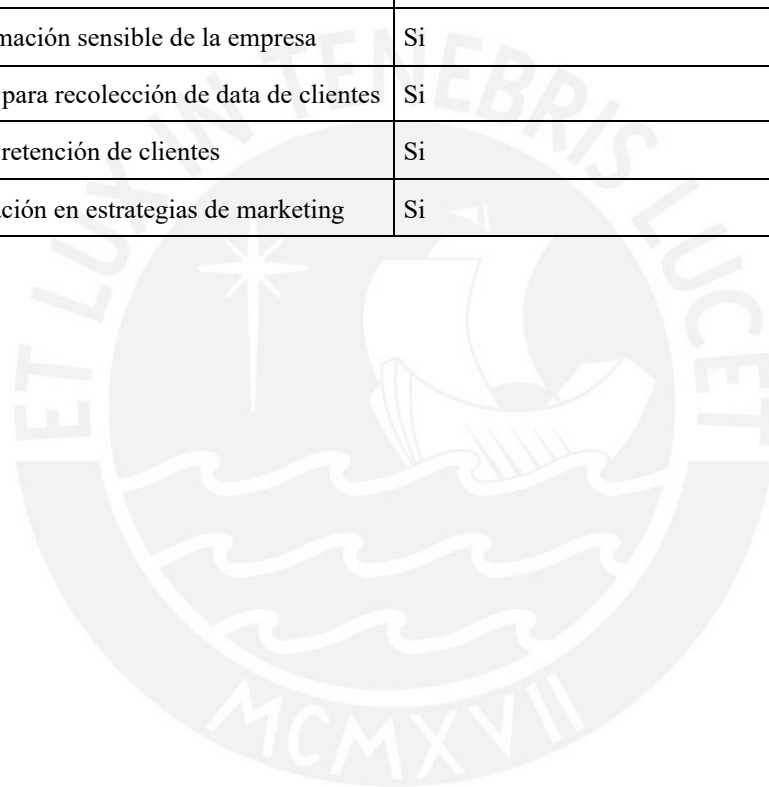 mación sensible de la empresa Si
para recolección de data de clientes Si
retención de clientes Si
ción en estrategias de marketing Si
ET LUX IN TENEBRIS LUCET
MCMXVII